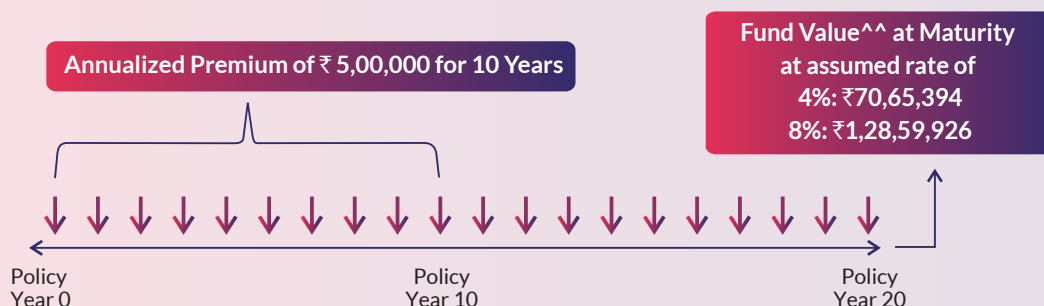 Annualized Premium of ₹ 5,00,000 for 10 Years
Fund Value^^ at Maturity
at assumed rate of
4%: ₹70,65,394
8%: ₹1,28,59,926
Policy
Year 0
Policy
Year 10
Policy
Year 20